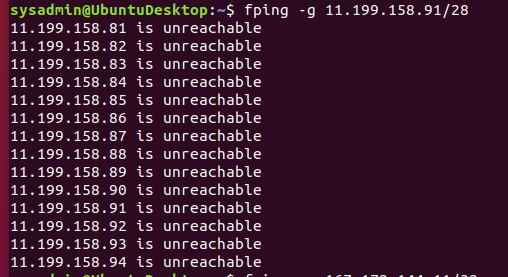 sysadmin@UbuntuDesktop:~$ fping -g 11.199.158.91/28
11.199.158.81 is unreachable
11.199.158.82 is unreachable
11.199.158.83 is unreachable
11.199.158.84 is unreachable
11.199.158.85 is unreachable
11.199.158.86 is unreachable
11.199.158.87 is unreachable
11.199.158.88 is unreachable
11.199.158.89 is unreachable
11.199.158.90 is unreachable
11.199.158.91 is unreachable
11.199.158.92 is unreachable
11.199.158.93 is unreachable
11.199.158.94 is unreachable